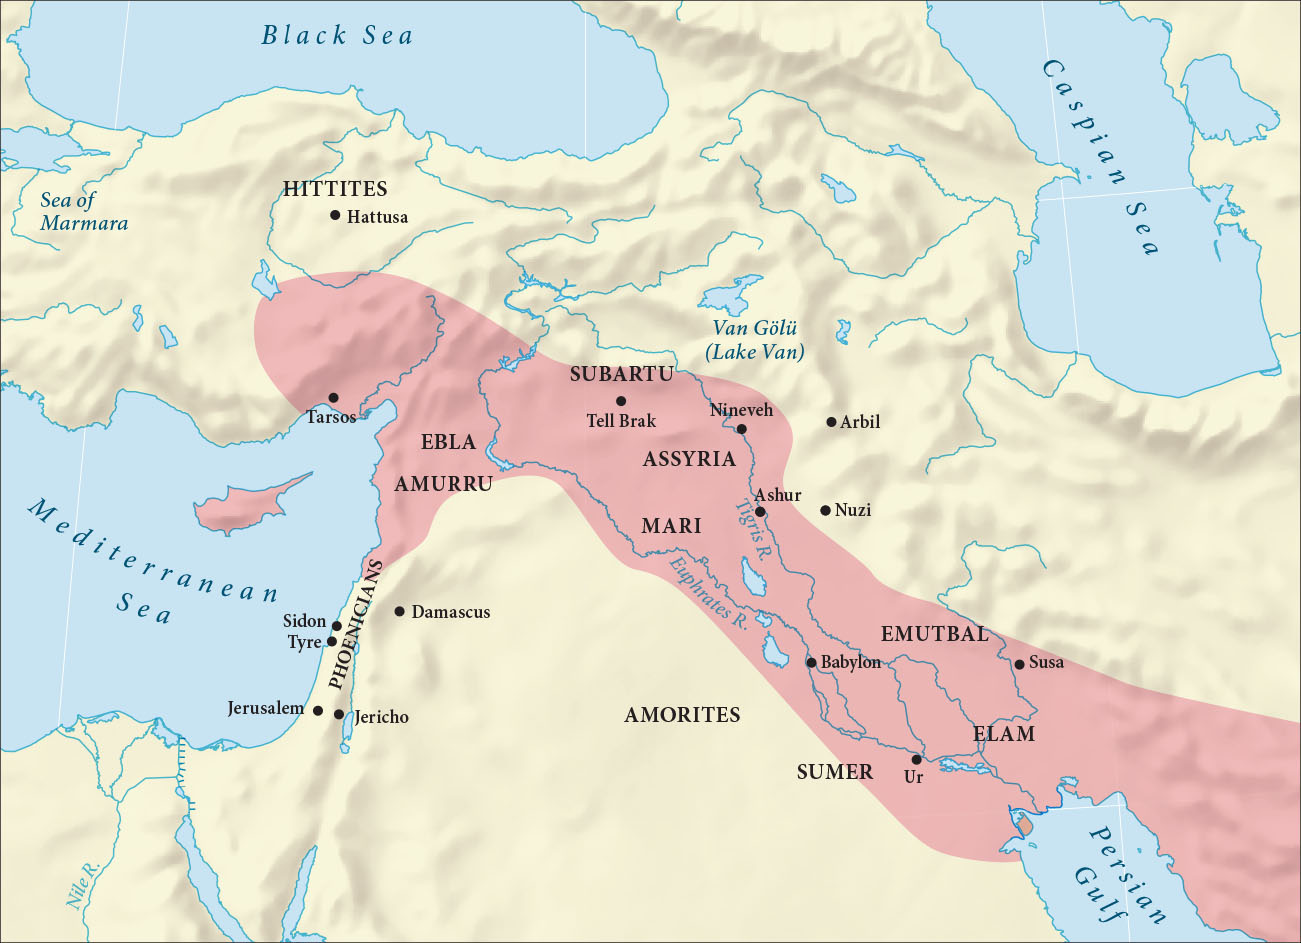 Black Sea
Caspian Sea
HITTITES
Hattusa
Sea of
Marmara
Van Gölü
(Lake Van)
SUBARTU
Tell Brak
Nineveh
Arbil
Tarsos
EBLA
ASSYRIA
AMURRU
Ashur
Nuzi
MARI
Tigris R.
Euphrates R.
Mediterranean
Sea
PHOENICIANS
Damascus
Sidon
Tyre
EMUTBAL
Babylon
Susa
Jerusalem
Jericho
AMORITES
ELAM
SUMER
Ur
Nile R.
Persian
Gulf